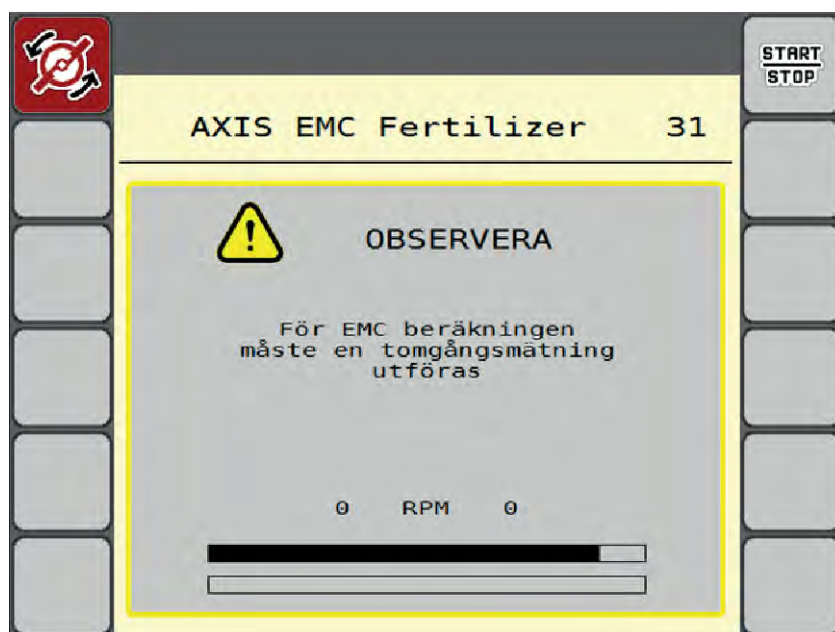 START
STOP
AXIS EMC Fertilizer 31
OBSERVERA
För EMC beräkningen
måste en tomgångsmätning
utföras
0 RPM 0